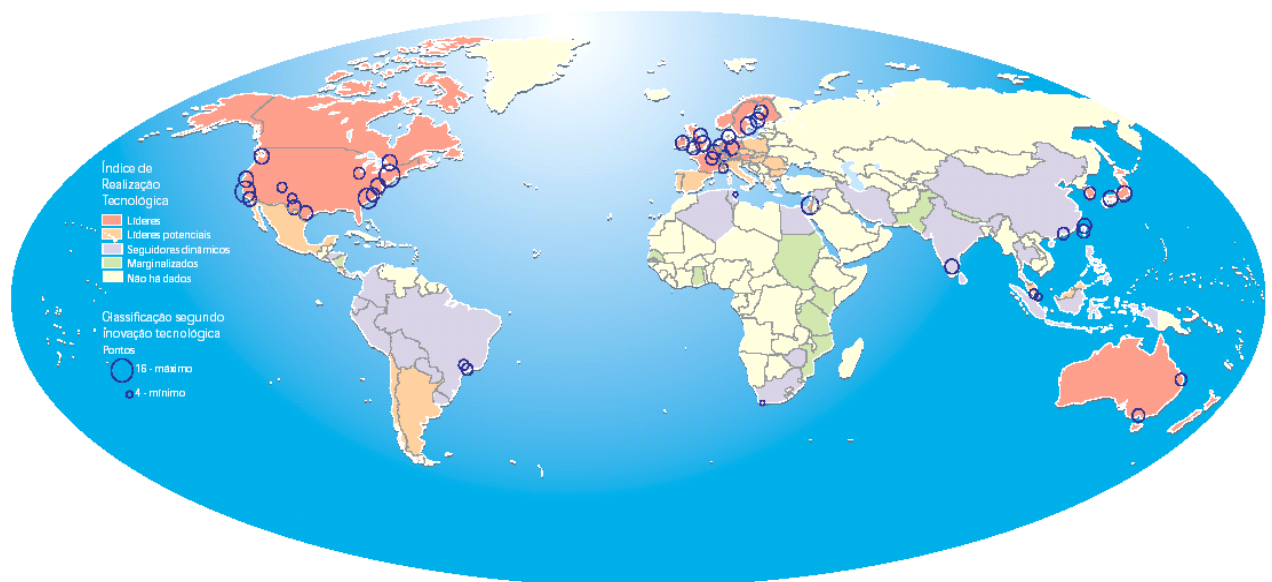 Índice de
Realização
Tecnológica
Líderes
Líderes potenciais
Seguidores dinâmicos
Marginalizados
Não há dados
Classificação segundo
inovação tecnológica
Pontos
16 - máximo
4 - mínimo